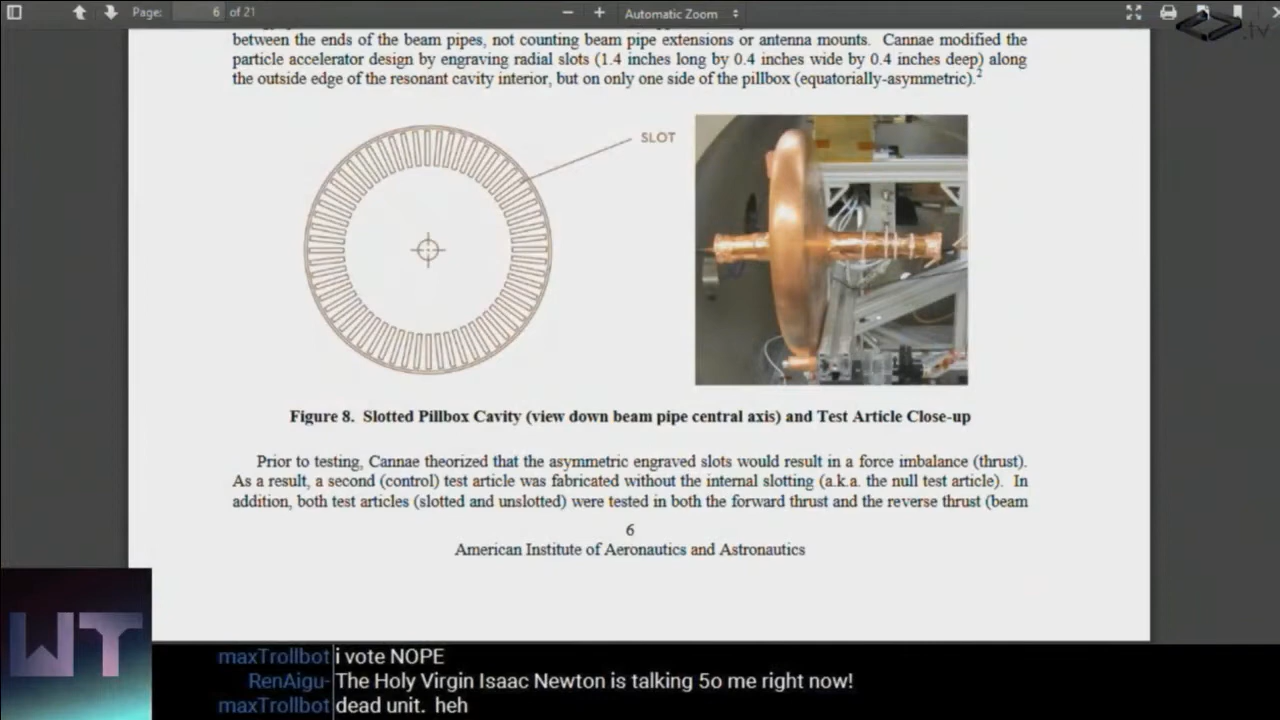 Page: 6 of 21
Automatic Zoom
.tv
between the ends of the beam pipes, not counting beam pipe extensions or antenna mounts. Cannae modified the
particle accelerator design by engraving radial slots (1.4 inches long by 0.4 inches wide by 0.4 inches deep) along
the outside edge of the resonant cavity interior, but on only one side of the pillbox (equatorially-asymmetric).2
SLOT
Figure 8. Slotted Pillbox Cavity (view down beam pipe central axis) and Test Article Close-up
Prior to testing, Cannae theorized that the asymmetric engraved slots would result in a force imbalance (thrust).
As a result, a second (control) test article was fabricated without the internal slotting (a.k.a. the null test article). In
addition, both test articles (slotted and unslotted) were tested in both the forward thrust and the reverse thrust (beam
6
American Institute of Aeronautics and Astronautics
WT
maxTrollbot i vote NOPE
RenAigu- The Holy Virgin Isaac Newton is talking 5o me right now!
maxTrollbot dead unit. heh